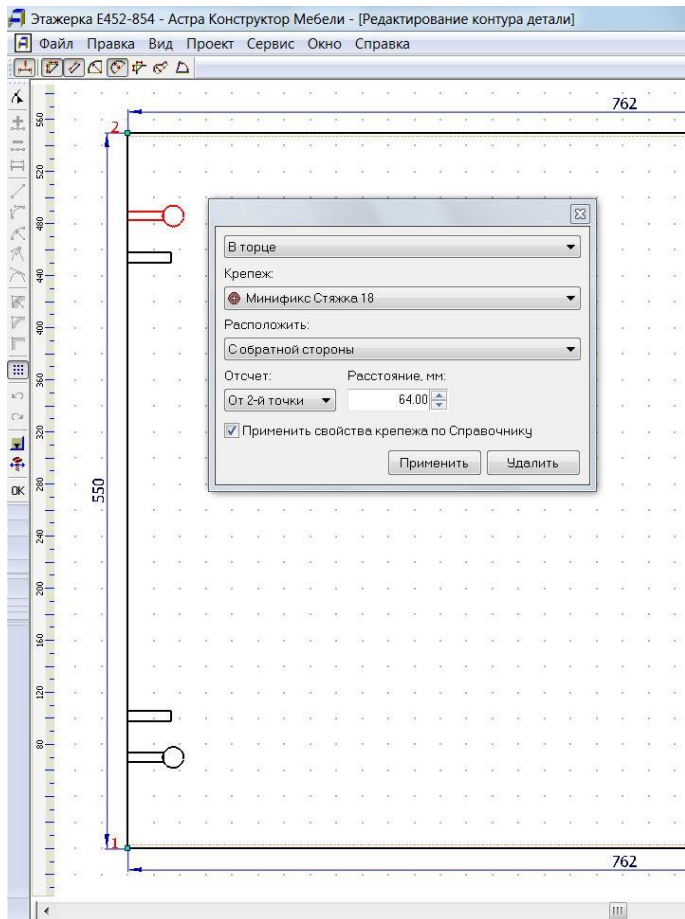 Этажерка E452-854 - Астра Конструктор Мебели - [Редактирование контура детали]
Файл Правка Вид Проект Сервис Окно Справка
762
2
560
520
480
440
400
360
320
280
240
200
160
120
80
550
В торце
Крепеж:
Минификс Стяжка 18
Расположить:
С обратной стороны
Отсчет: Расстояние, мм:
От 2-й точки 64.00
Применить свойства крепежа по Справочнику
Применить Удалить
OK
1
762